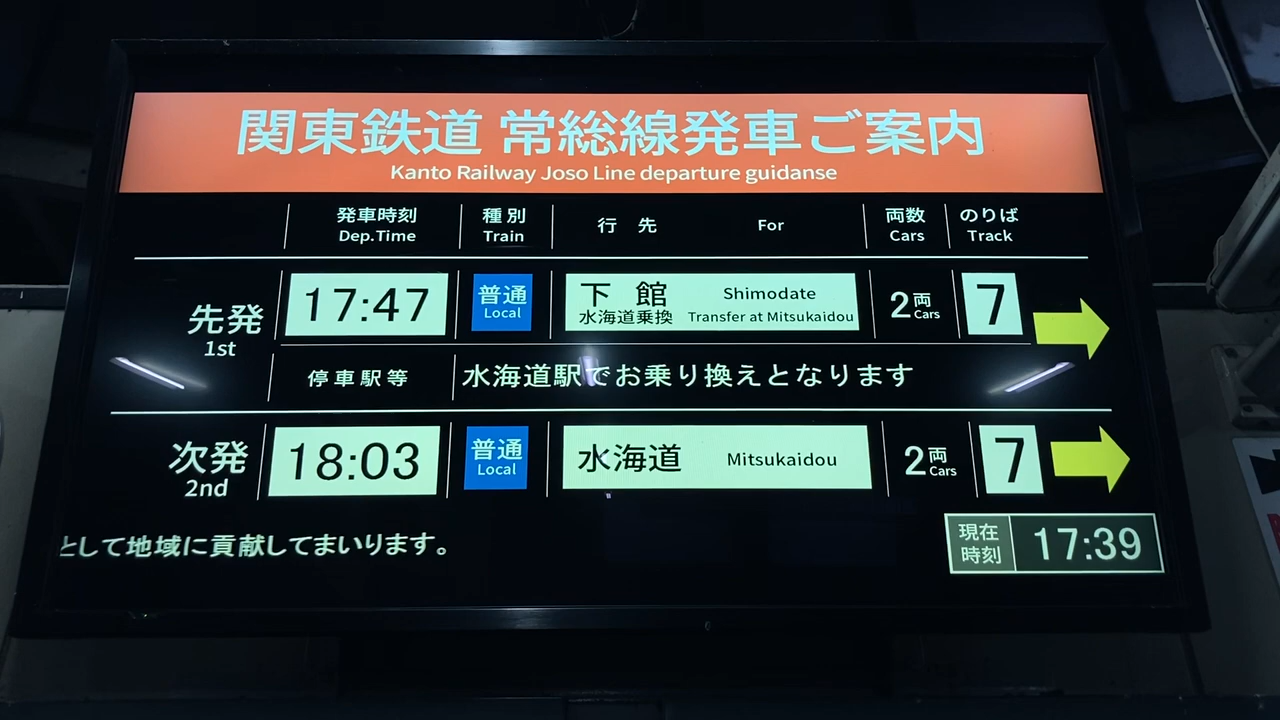 関東鉄道 常総線発車ご案内
Kanto Railway Joso Line departure guidanse
発車時刻 種別 行先 For 両数 のりば
Dep.Time Train Cars Track
先発 17:47 普通 下館 Shimodate 2両 7
1st Local 水海道乗換 Transfer at Mitsukaidou Cars
停車駅等 水海道駅でお乗り換えとなります
次発 18:03 普通 水海道 Mitsukaidou 2両 7
2nd Local Cars
として地域に貢献してまいります。
現在時刻 17:39